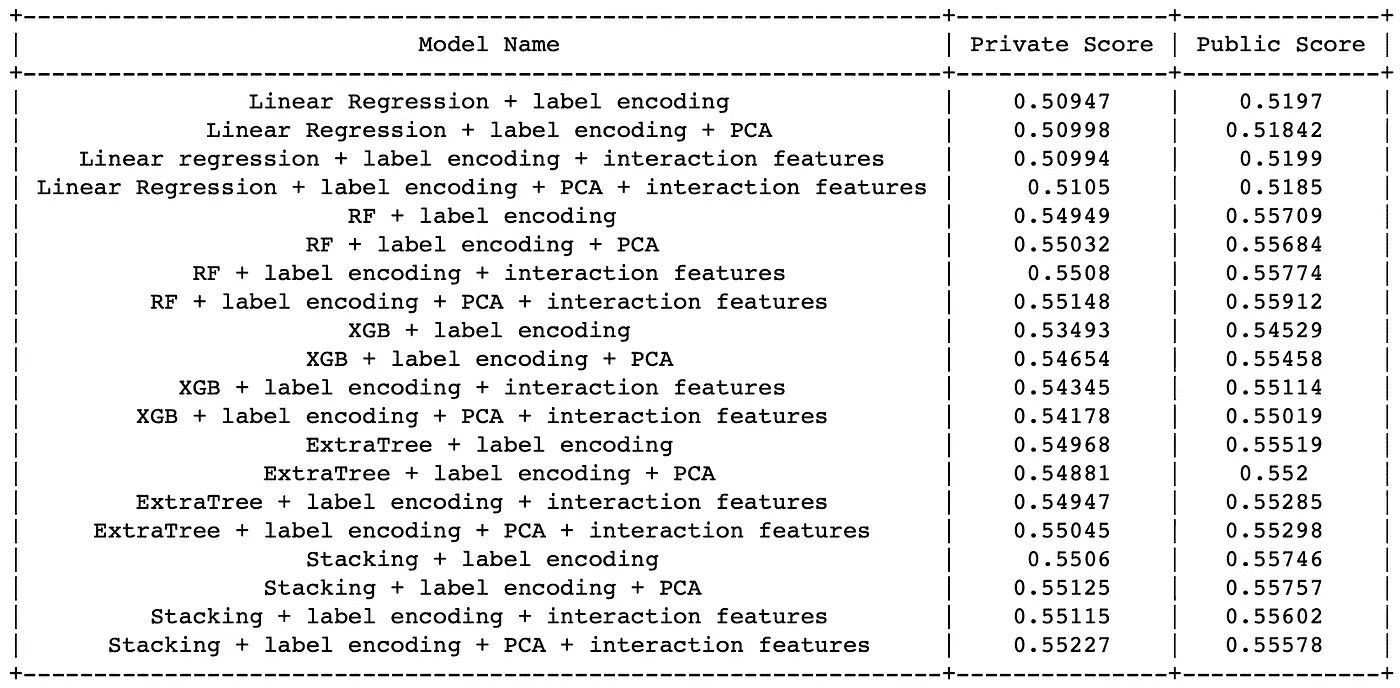 +-----------------------------------------------------------------+---------------+--------------+
| Model Name | Private Score | Public Score |
+-----------------------------------------------------------------+---------------+--------------+
| Linear Regression + label encoding | 0.50947 | 0.5197 |
| Linear Regression + label encoding + PCA | 0.50998 | 0.51842 |
| Linear regression + label encoding + interaction features | 0.50994 | 0.5199 |
| Linear Regression + label encoding + PCA + interaction features | 0.5105 | 0.5185 |
| RF + label encoding | 0.54949 | 0.55709 |
| RF + label encoding + PCA | 0.55032 | 0.55684 |
| RF + label encoding + interaction features | 0.5508 | 0.55774 |
| RF + label encoding + PCA + interaction features | 0.55148 | 0.55912 |
| XGB + label encoding | 0.53493 | 0.54529 |
| XGB + label encoding + PCA | 0.54654 | 0.55458 |
| XGB + label encoding + interaction features | 0.54345 | 0.55114 |
| XGB + label encoding + PCA + interaction features | 0.54178 | 0.55019 |
| ExtraTree + label encoding | 0.54968 | 0.55519 |
| ExtraTree + label encoding + PCA | 0.54881 | 0.552 |
| ExtraTree + label encoding + interaction features | 0.54947 | 0.55285 |
| ExtraTree + label encoding + PCA + interaction features | 0.55045 | 0.55298 |
| Stacking + label encoding | 0.5506 | 0.55746 |
| Stacking + label encoding + PCA | 0.55125 | 0.55757 |
| Stacking + label encoding + interaction features | 0.55115 | 0.55602 |
| Stacking + label encoding + PCA + interaction features | 0.55227 | 0.55578 |
+-----------------------------------------------------------------+---------------+--------------+